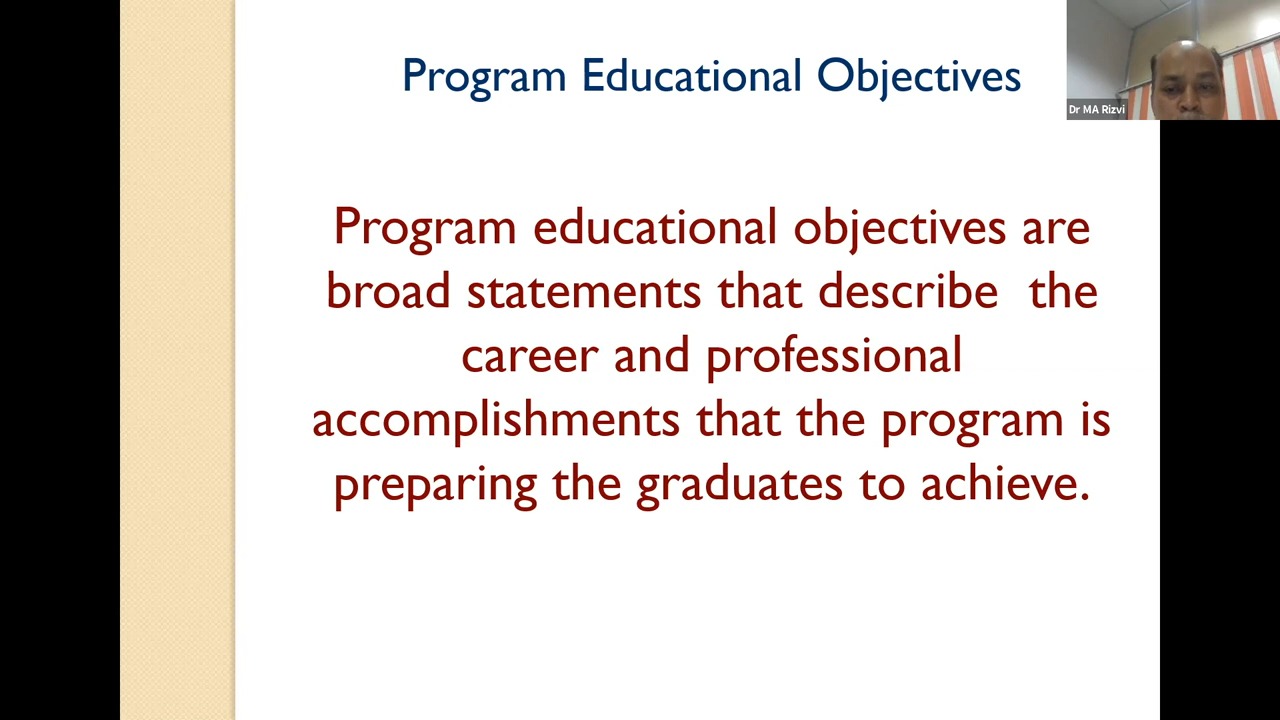 Program Educational Objectives
Dr MA Rizvi
Program educational objectives are
broad statements that describe  the
career and professional
accomplishments that the program is
preparing the graduates to achieve.